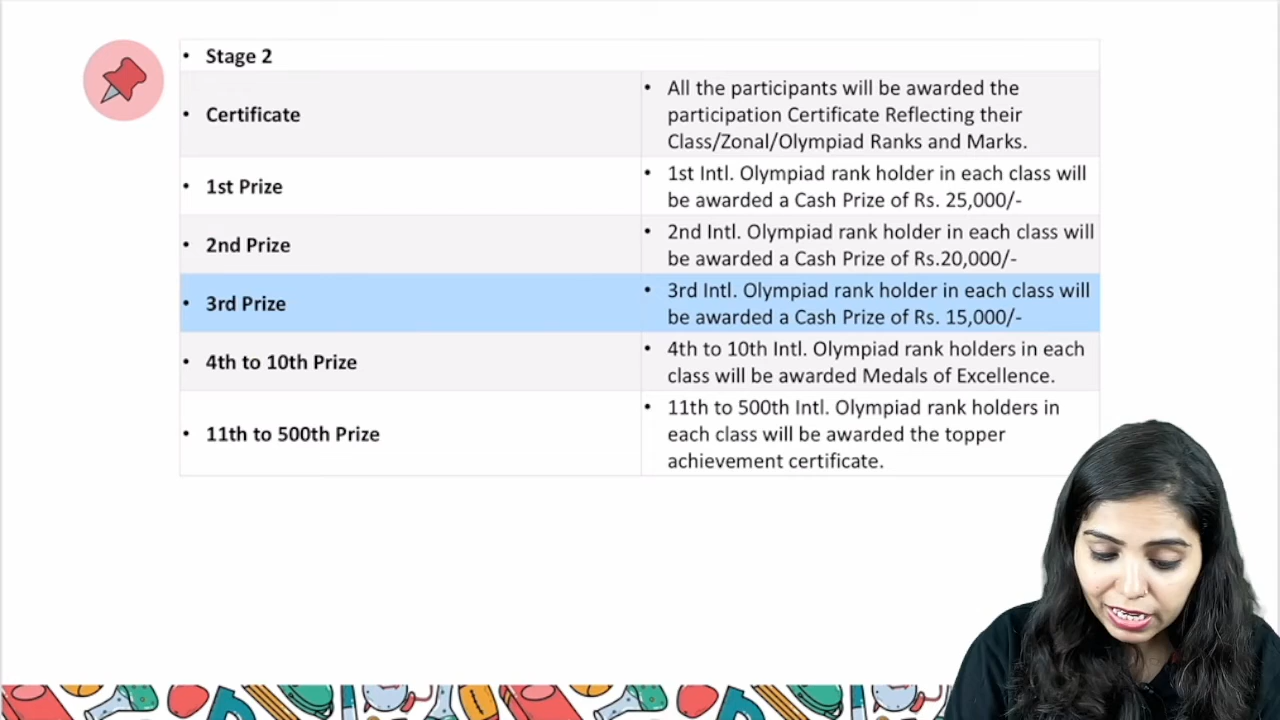 • Stage 2
• Certificate
• All the participants will be awarded the
participation Certificate Reflecting their
Class/Zonal/Olympiad Ranks and Marks.
• 1st Prize
• 1st Intl. Olympiad rank holder in each class will
be awarded a Cash Prize of Rs. 25,000/-
• 2nd Prize
• 2nd Intl. Olympiad rank holder in each class will
be awarded a Cash Prize of Rs.20,000/-
• 3rd Prize
• 3rd Intl. Olympiad rank holder in each class will
be awarded a Cash Prize of Rs. 15,000/-
• 4th to 10th Prize
• 4th to 10th Intl. Olympiad rank holders in each
class will be awarded Medals of Excellence.
• 11th to 500th Prize
• 11th to 500th Intl. Olympiad rank holders in
each class will be awarded the topper
achievement certificate.